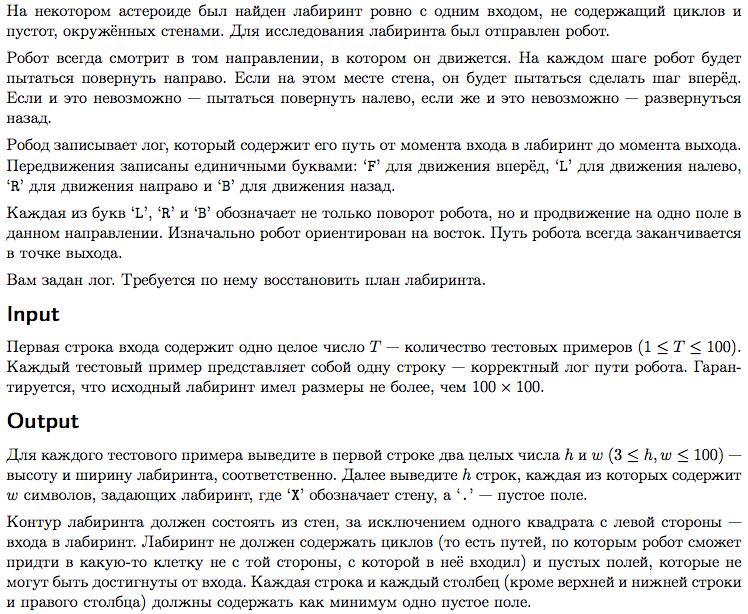 На некотором астероиде был найден лабиринт ровно с одним входом, не содержащий циклов и
пустот, окружённых стенами. Для исследования лабиринта был отправлен робот.
Робот всегда смотрит в том направлении, в котором он движется. На каждом шаге робот будет
пытаться повернуть направо. Если на этом месте стена, он будет пытаться сделать шаг вперёд.
Если и это невозможно — пытаться повернуть налево, если же и это невозможно — развернуться
назад.
Робод записывает лог, который содержит его путь от момента входа в лабиринт до момента выхода.
Передвижения записаны единичными буквами: ‘F’ для движения вперёд, ‘L’ для движения налево,
‘R’ для движения направо и ‘B’ для движения назад.
Каждая из букв ‘L’, ‘R’ и ‘B’ обозначает не только поворот робота, но и продвижение на одно поле в
данном направлении. Изначально робот ориентирован на восток. Путь робота всегда заканчивается
в точке выхода.
Вам задан лог. Требуется по нему восстановить план лабиринта.
Input
Первая строка входа содержит одно целое число T — количество тестовых примеров (1 ≤ T ≤ 100).
Каждый тестовый пример представляет собой одну строку — корректный лог пути робота. Гаран-
тируется, что исходный лабиринт имел размеры не более, чем 100 × 100.
Output
Для каждого тестового примера выведите в первой строке два целых числа h и w (3 ≤ h, w ≤ 100) —
высоту и ширину лабиринта, соответственно. Далее выведите h строк, каждая из которых содержит
w символов, задающих лабиринт, где ‘X’ обозначает стену, а ‘.’ — пустое поле.
Контур лабиринта должен состоять из стен, за исключением одного квадрата с левой стороны —
входа в лабиринт. Лабиринт не должен содержать циклов (то есть путей, по которым робот сможет
придти в какую-то клетку не с той стороны, с которой в неё входил) и пустых полей, которые не
могут быть достигнуты от входа. Каждая строка и каждый столбец (кроме верхней и нижней строки
и правого столбца) должны содержать как минимум одно пустое поле.